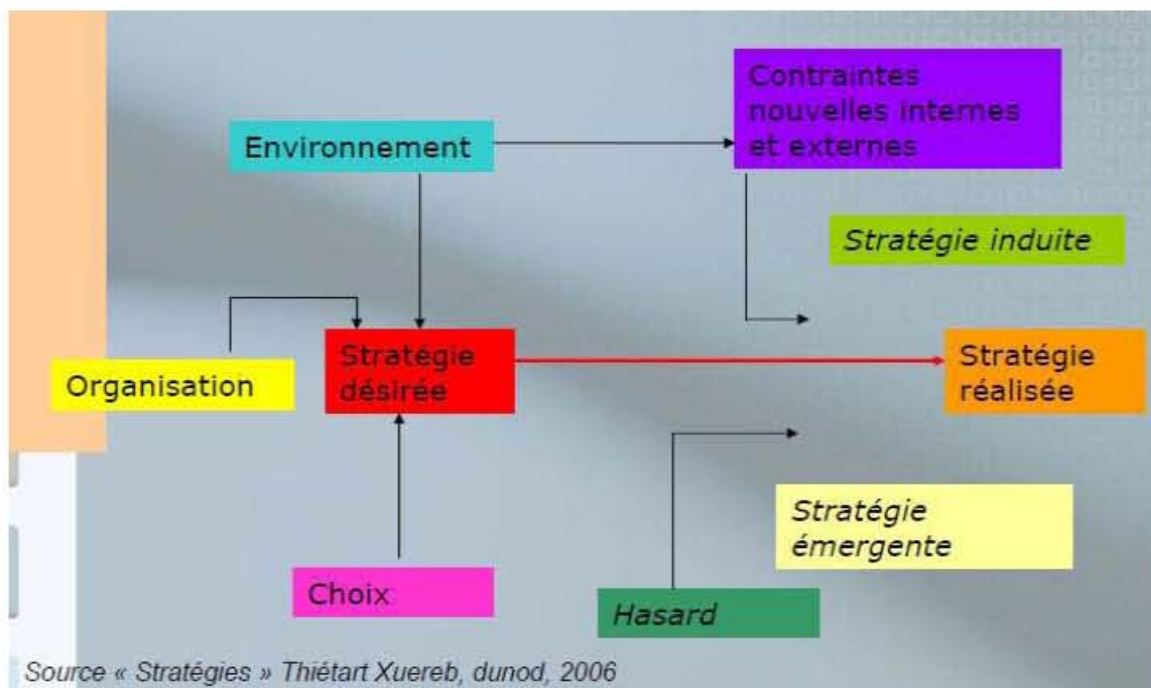 Contraintes
nouvelles internes
et externes
Environnement
Stratégie induite
Organisation
Stratégie
désirée
Stratégie
réalisée
Stratégie
émergente
Choix
Hasard
Source « Stratégies » Thiétart Xuereb, dunod, 2006